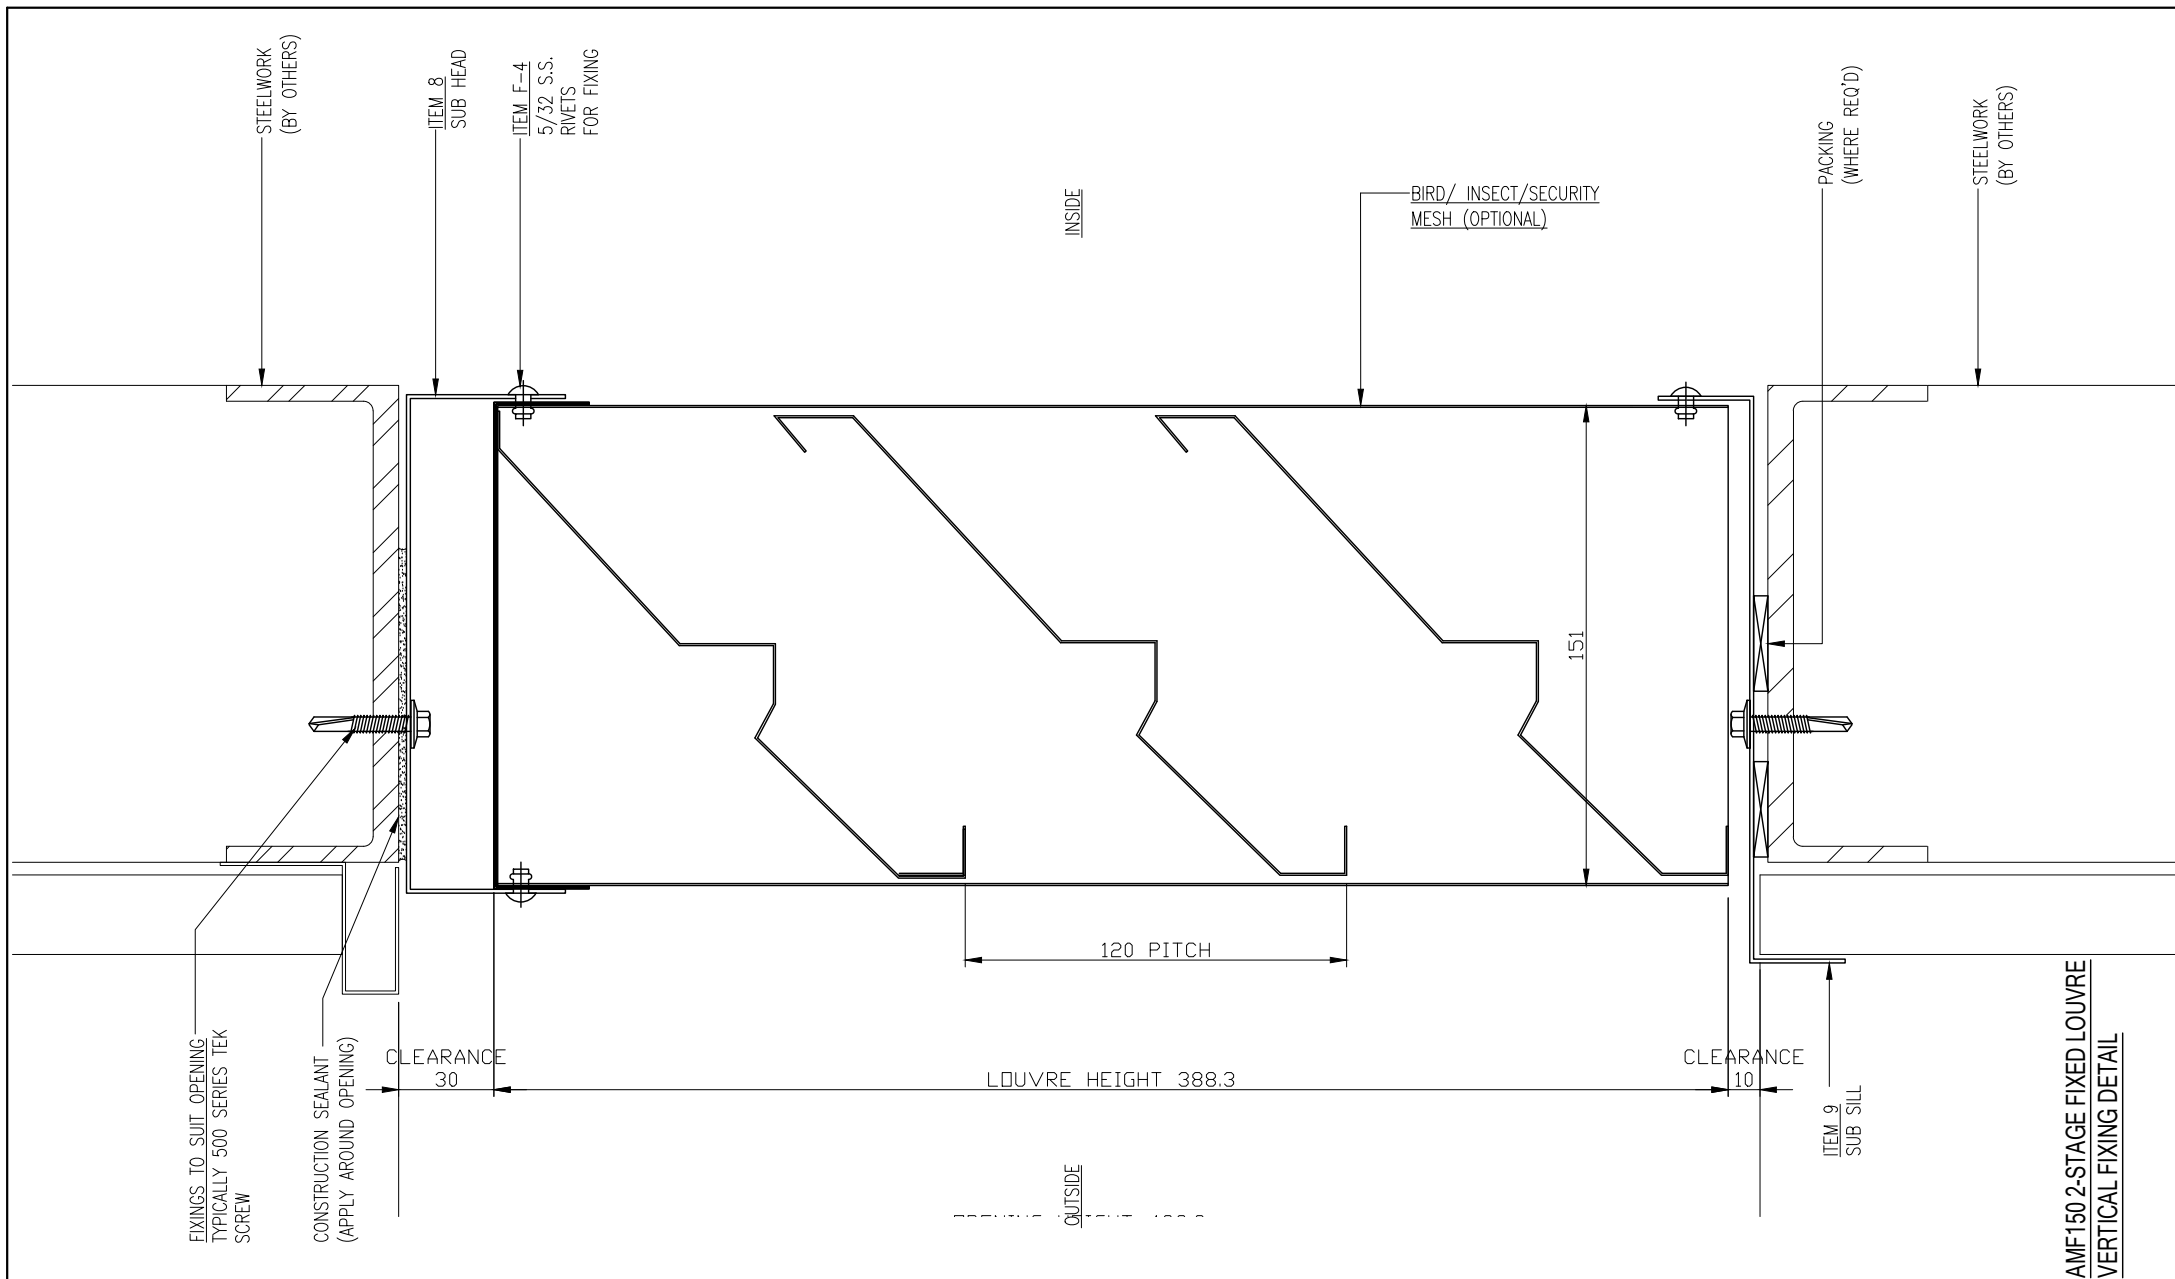 STEELWORK
(BY OTHERS)
ITEM 8
SUB HEAD
ITEM F-4
5/32 S.S.
RIVETS
FOR FIXING
INSIDE
BIRD/ INSECT/SECURITY
MESH (OPTIONAL)
PACKING
(WHERE REQ'D)
STEELWORK
(BY OTHERS)
151
120 PITCH
FIXINGS TO SUIT OPENING
TYPICALLY 500 SERIES TEK
SCREW
CONSTRUCTION SEALANT
(APPLY AROUND OPENING)
CLEARANCE
30
LOUVRE HEIGHT 388.3
CLEARANCE
10
ITEM 9
SUB SILL
OUTSIDE
AMF150 2-STAGE FIXED LOUVRE
VERTICAL FIXING DETAIL